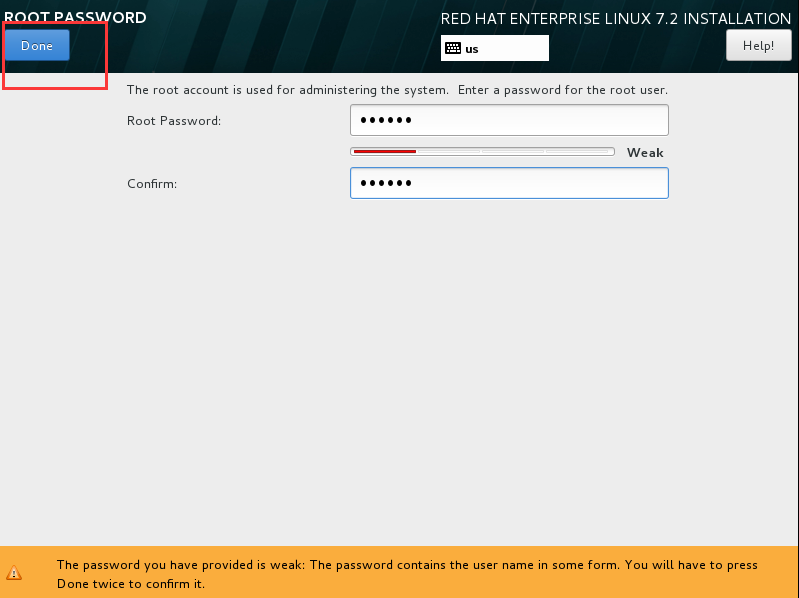 ROOT PASSWORD
RED HAT ENTERPRISE LINUX 7.2 INSTALLATION
Done
us
Help!
The root account is used for administering the system.  Enter a password for the root user.
Root Password:
••••••
Weak
Confirm:
••••••
The password you have provided is weak: The password contains the user name in some form. You will have to press
Done twice to confirm it.